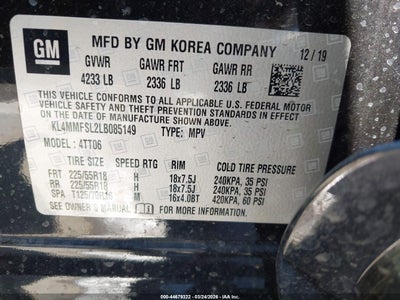 GM
MFD BY GM KOREA COMPANY 12/19
GVWR GAWR FRT GAWR RR
4233 LB 2336 LB 2336 LB
THIS VEHICLE CONFORMS TO ALL APPLICABLE U.S. FEDERAL MOTOR
VEHICLE SAFETY AND THEFT PREVENTION STANDARDS IN EFFECT ON THE
DATE OF MANUFACTURE SHOWN ABOVE.
KL4MMFSL2LB085149 TYPE: MPV
MODEL: 4TT06
TIRE SIZE SPEED RTG RIM COLD TIRE PRESSURE
FRT 225/55R18 H 18x7.5J 240KPA, 35 PSI
RR 225/55R18 H 18x7.5J 240KPA, 35 PSI
SPA T125/70R16 M 16x4.0BT 420KPA, 60 PSI
SEE OWNER'S MANUAL FOR ADDITIONAL INFORMATION.
000-44679322 - 03/24/2026 - COPYRIGHT IAA, LLC